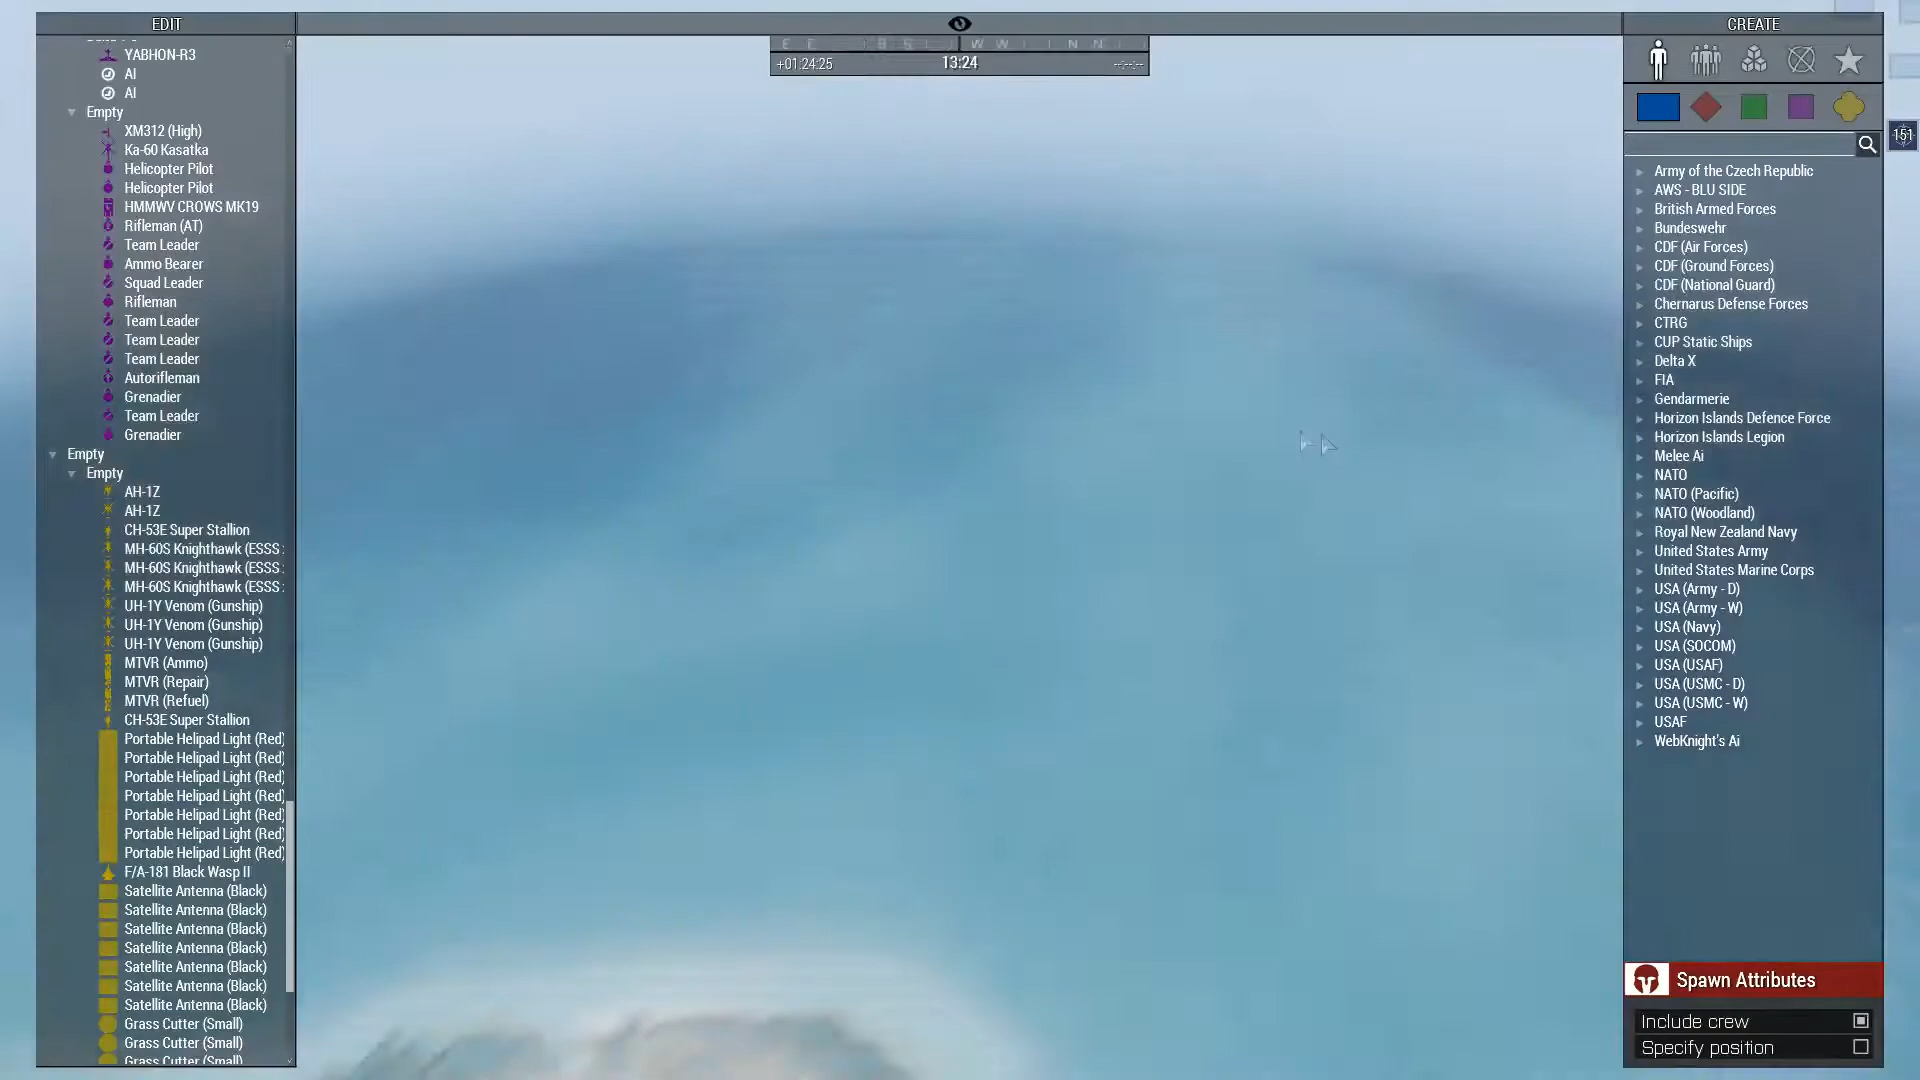 EDIT
YABHON-R3
AI
AI
Empty
XM312 (High)
Ka-60 Kasatka
Helicopter Pilot
Helicopter Pilot
HMMWV CROWS MK19
Rifleman (AT)
Team Leader
Ammo Bearer
Squad Leader
Rifleman
Team Leader
Team Leader
Team Leader
Autorifleman
Grenadier
Team Leader
Grenadier
Empty
Empty
AH-1Z
AH-1Z
CH-53E Super Stallion
MH-60S Knighthawk (ESSS
MH-60S Knighthawk (ESSS
MH-60S Knighthawk (ESSS
UH-1Y Venom (Gunship)
UH-1Y Venom (Gunship)
UH-1Y Venom (Gunship)
MTVR (Ammo)
MTVR (Repair)
MTVR (Refuel)
CH-53E Super Stallion
Portable Helipad Light (Red)
Portable Helipad Light (Red)
Portable Helipad Light (Red)
Portable Helipad Light (Red)
Portable Helipad Light (Red)
Portable Helipad Light (Red)
Portable Helipad Light (Red)
F/A-181 Black Wasp II
Satellite Antenna (Black)
Satellite Antenna (Black)
Satellite Antenna (Black)
Satellite Antenna (Black)
Satellite Antenna (Black)
Satellite Antenna (Black)
Satellite Antenna (Black)
Grass Cutter (Small)
Grass Cutter (Small)
Grass Cutter (Small)
W W N N
+01:24:25 13:24 --:--:--
CREATE
151
Army of the Czech Republic
AWS - BLU SIDE
British Armed Forces
Bundeswehr
CDF (Air Forces)
CDF (Ground Forces)
CDF (National Guard)
Chernarus Defense Forces
CTRG
CUP Static Ships
Delta X
FIA
Gendarmerie
Horizon Islands Defence Force
Horizon Islands Legion
Melee Ai
NATO
NATO (Pacific)
NATO (Woodland)
Royal New Zealand Navy
United States Army
United States Marine Corps
USA (Army - D)
USA (Army - W)
USA (Navy)
USA (SOCOM)
USA (USAF)
USA (USMC - D)
USA (USMC - W)
USAF
WebKnight's Ai
Spawn Attributes
Include crew
Specify position